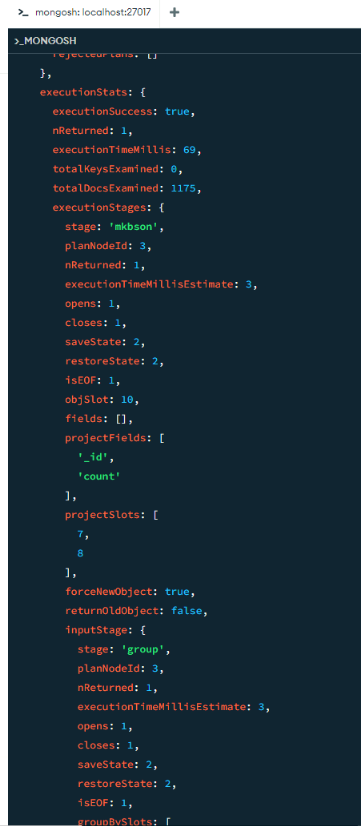 >_ mongosh: localhost:27017 +
>_MONGOSH
rejectedPlans: []
},
executionStats: {
executionSuccess: true,
nReturned: 1,
executionTimeMillis: 69,
totalKeysExamined: 0,
totalDocsExamined: 1175,
executionStages: {
stage: 'mkbson',
planNodeId: 3,
nReturned: 1,
executionTimeMillisEstimate: 3,
opens: 1,
closes: 1,
saveState: 2,
restoreState: 2,
isEOF: 1,
objSlot: 10,
fields: [],
projectFields: [
'_id',
'count'
],
projectSlots: [
7,
8
],
forceNewObject: true,
returnOldObject: false,
inputStage: {
stage: 'group',
planNodeId: 3,
nReturned: 1,
executionTimeMillisEstimate: 3,
opens: 1,
closes: 1,
saveState: 2,
restoreState: 2,
isEOF: 1,
groupBySlots: [